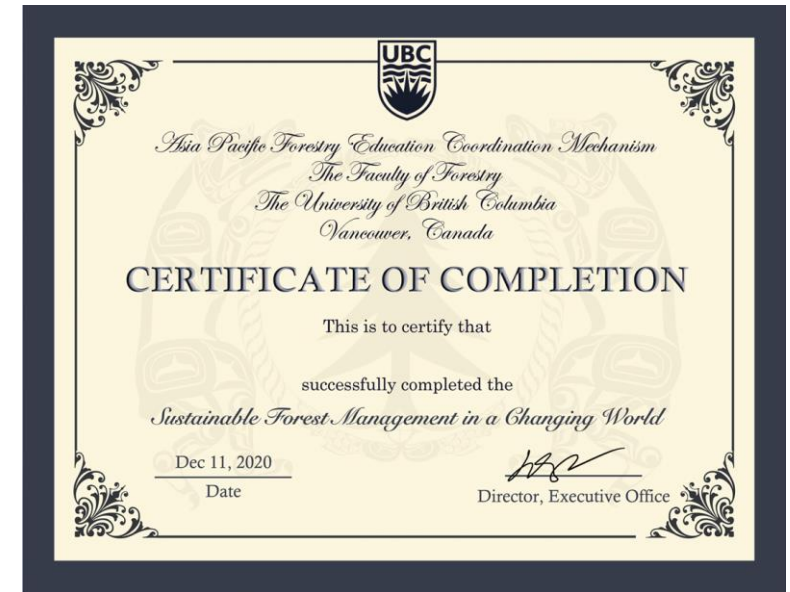 UBC
Asia Pacific Forestry Education Coordination Mechanism
The Faculty of Forestry
The University of British Columbia
Vancouver, Canada
CERTIFICATE OF COMPLETION
This is to certify that
successfully completed the
Sustainable Forest Management in a Changing World
Dec 11, 2020
Date
Director, Executive Office